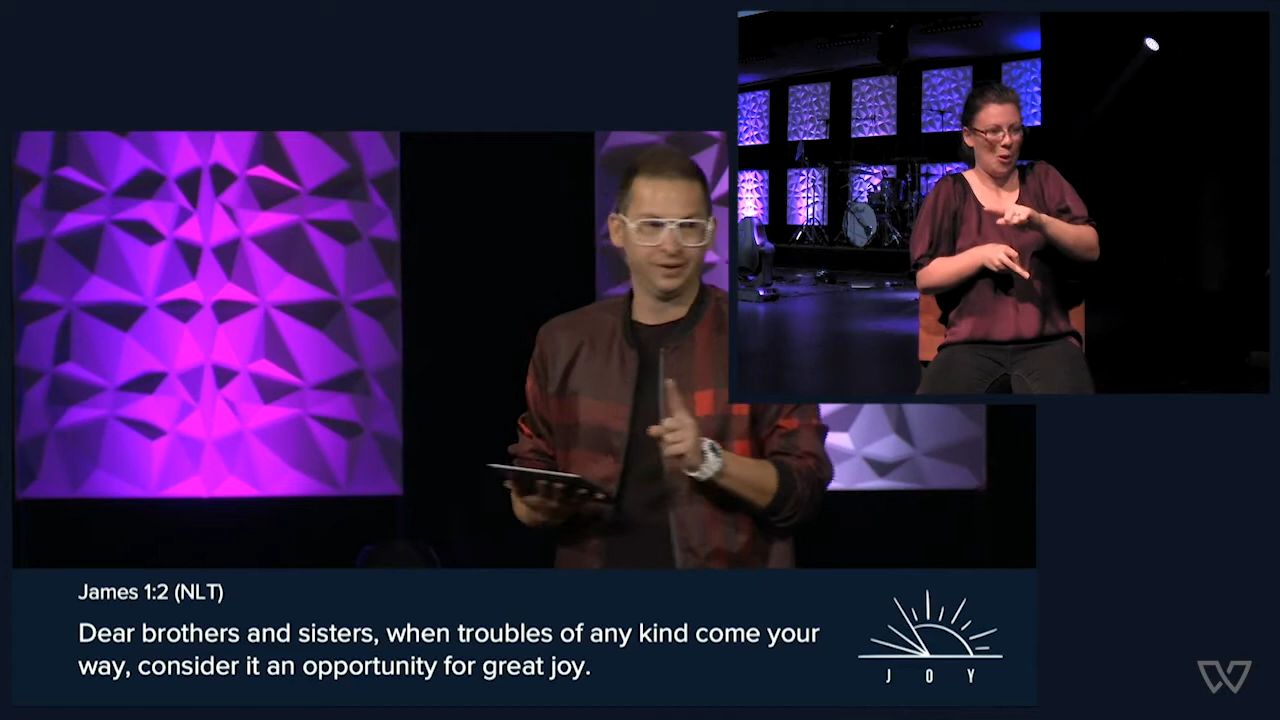 James 1:2 (NLT)
Dear brothers and sisters, when troubles of any kind come your
way, consider it an opportunity for great joy.
J O Y